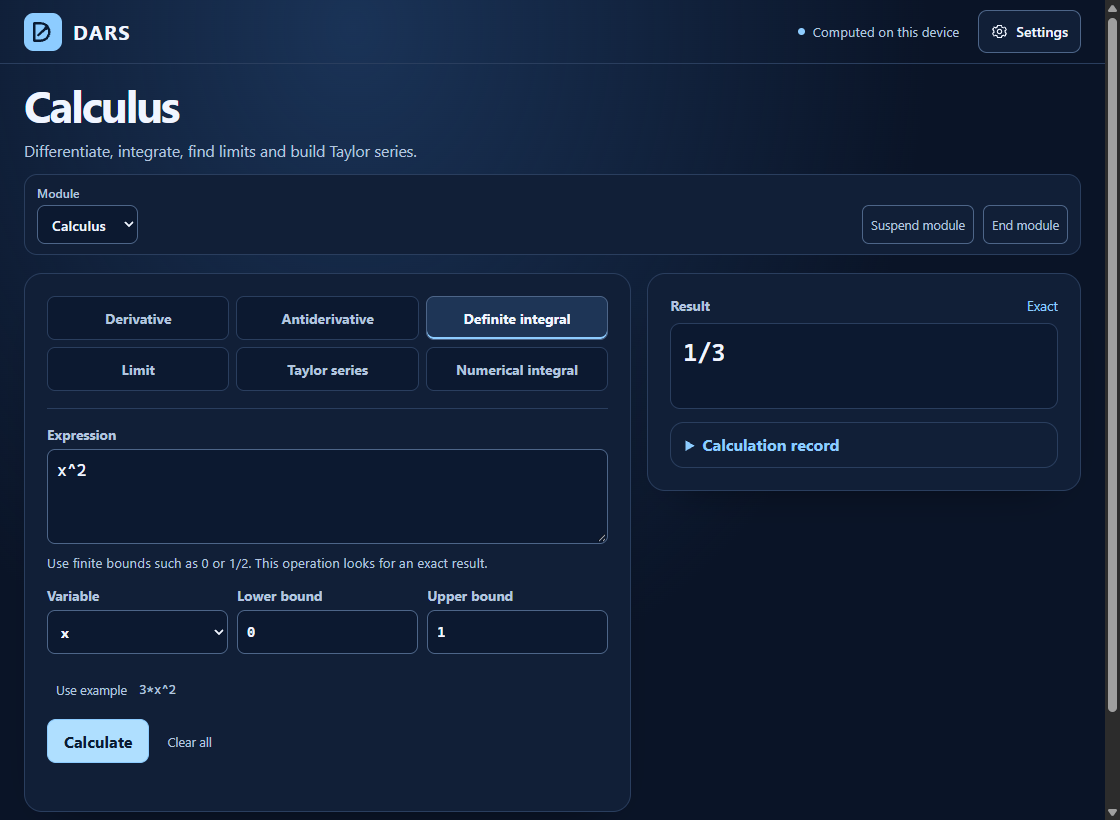 DARS
Computed on this device
Settings
Calculus
Differentiate, integrate, find limits and build Taylor series.
Module
Calculus
Suspend module
End module
Derivative
Antiderivative
Definite integral
Limit
Taylor series
Numerical integral
Expression
x^2
Use finite bounds such as 0 or 1/2. This operation looks for an exact result.
Variable
Lower bound
Upper bound
x
0
1
Use example 3*x^2
Calculate
Clear all
Result
Exact
1/3
Calculation record